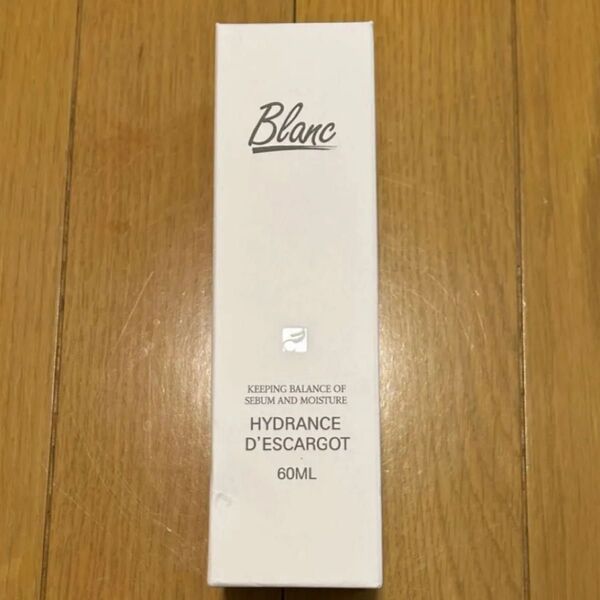 Blanc
KEEPING BALANCE OF
SEBUM AND MOISTURE
HYDRANCE
D'ESCARGOT
60ML